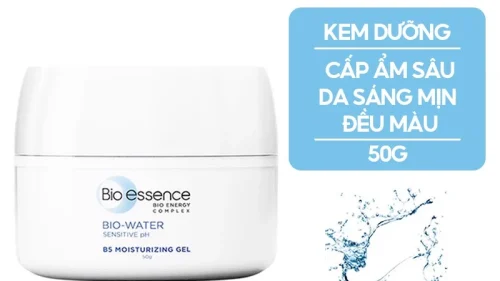 KEM DƯỠNG
CẤP ẨM SÂU
DA SÁNG MỊN
ĐỀU MÀU
50G
Bio essence
BIO ENERGY
COMPLEX
BIO-WATER
SENSITIVE pH
B5 MOISTURIZING GEL
50g